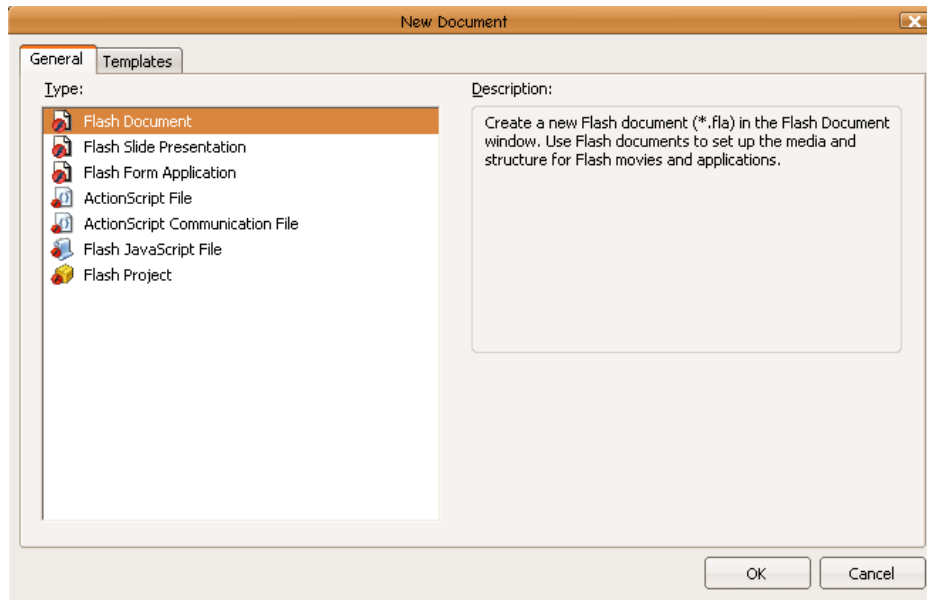 New Document
General
Templates
Type:
Flash Document
Flash Slide Presentation
Flash Form Application
ActionScript File
ActionScript Communication File
Flash JavaScript File
Flash Project
Description:
Create a new Flash document (*.fla) in the Flash Document
window. Use Flash documents to set up the media and
structure for Flash movies and applications.
OK
Cancel